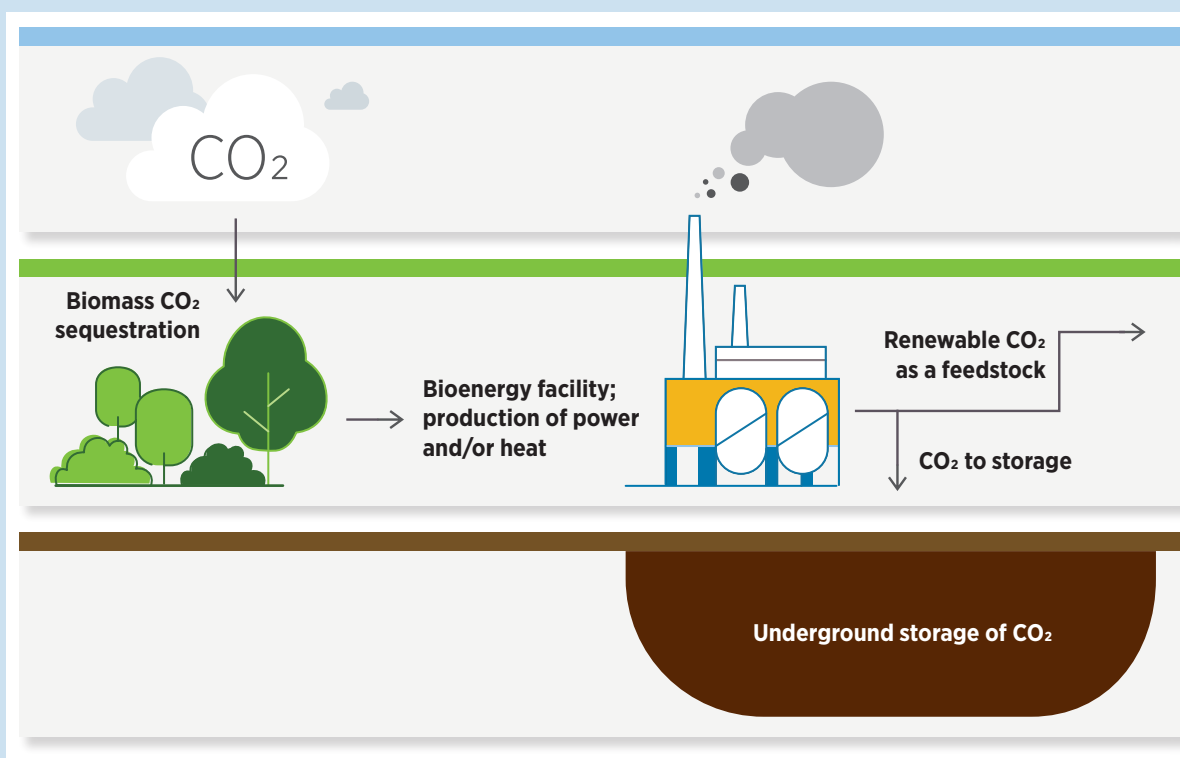 CO₂
Biomass CO₂
sequestration
Bioenergy facility;
production of power
and/or heat
Renewable CO₂
as a feedstock
CO₂ to storage
Underground storage of CO₂